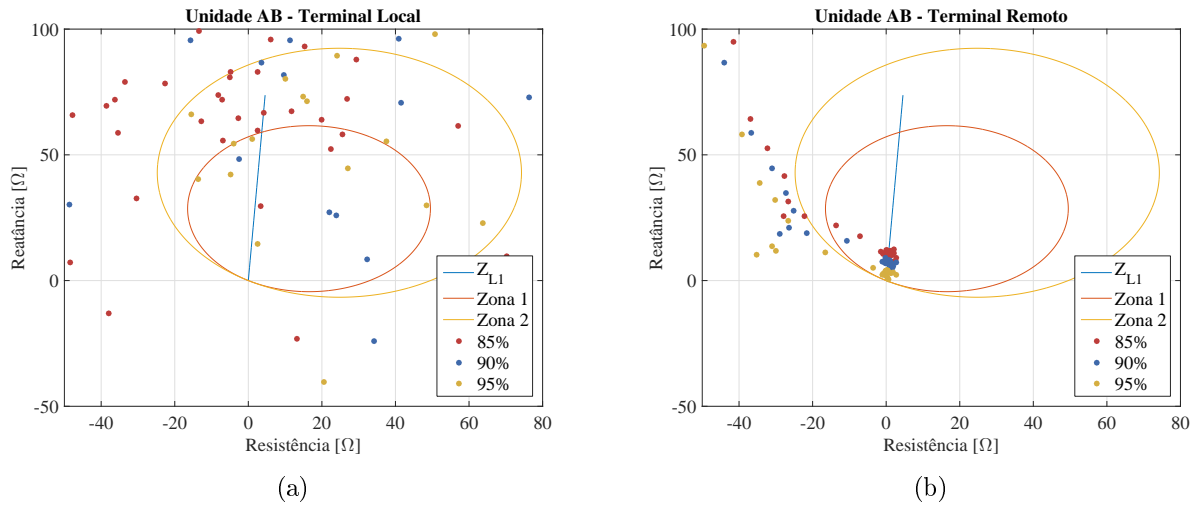 Unidade AB - Terminal Local
100
50
0
-50
Reatância [Ω]
-40
-20
0
20
40
60
80
Resistência [Ω]
Z_L1
Zona 1
Zona 2
85%
90%
95%
(a)
Unidade AB - Terminal Remoto
100
50
0
-50
Reatância [Ω]
-40
-20
0
20
40
60
80
Resistência [Ω]
Z_L1
Zona 1
Zona 2
85%
90%
95%
(b)